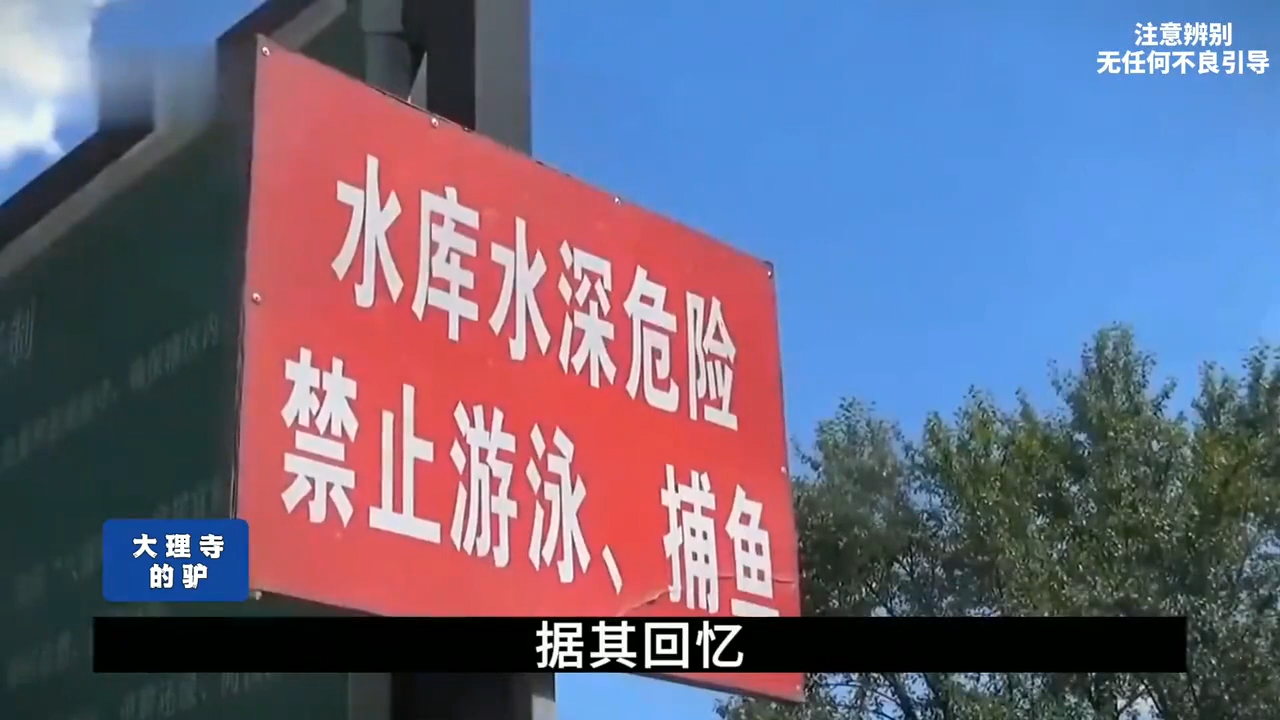 注意辨别
无任何不良引导
水库水深危险
禁止游泳、捕鱼
大理寺
的驴
据其回忆